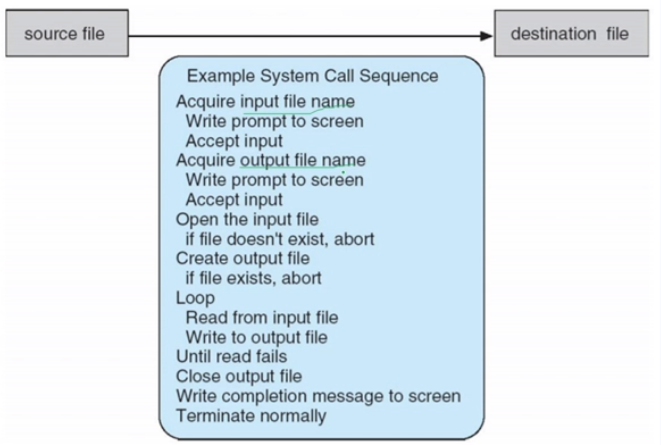 source file
destination file
Example System Call Sequence
Acquire input file name
Write prompt to screen
Accept input
Acquire output file name
Write prompt to screen
Accept input
Open the input file
if file doesn't exist, abort
Create output file
if file exists, abort
Loop
Read from input file
Write to output file
Until read fails
Close output file
Write completion message to screen
Terminate normally